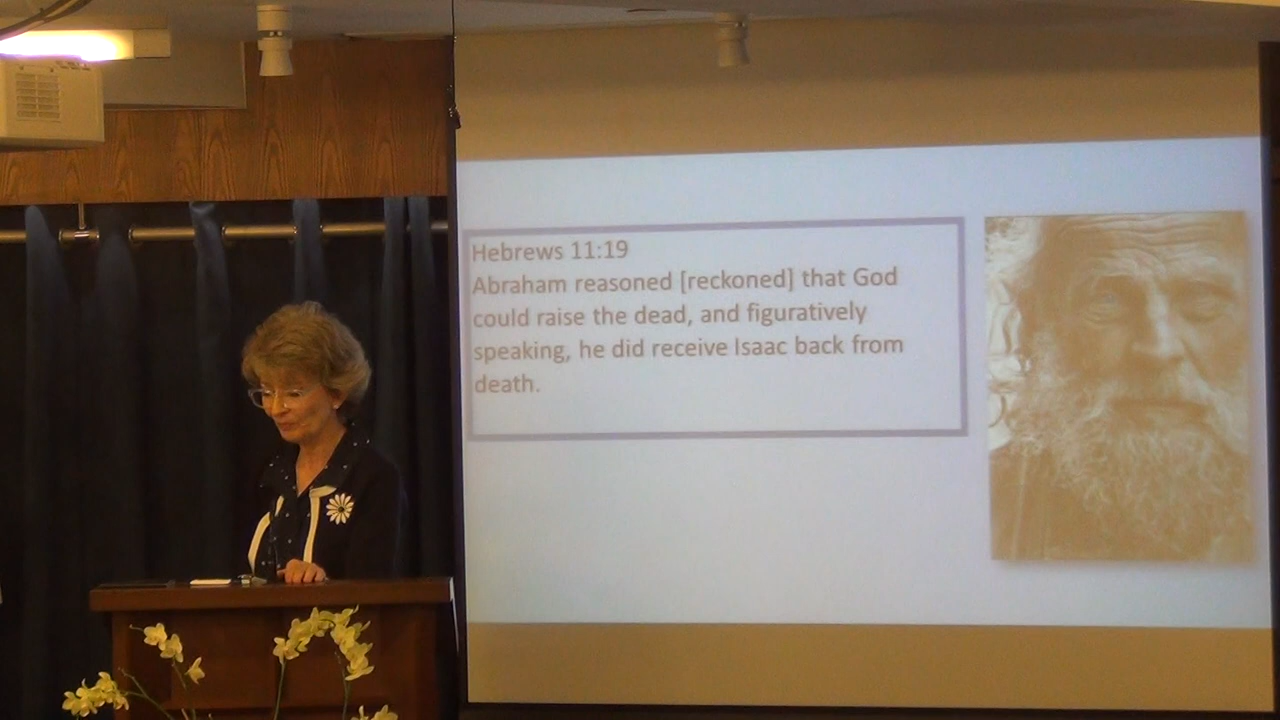 Hebrews 11:19
Abraham reasoned [reckoned] that God
could raise the dead, and figuratively
speaking, he did receive Isaac back from
death.